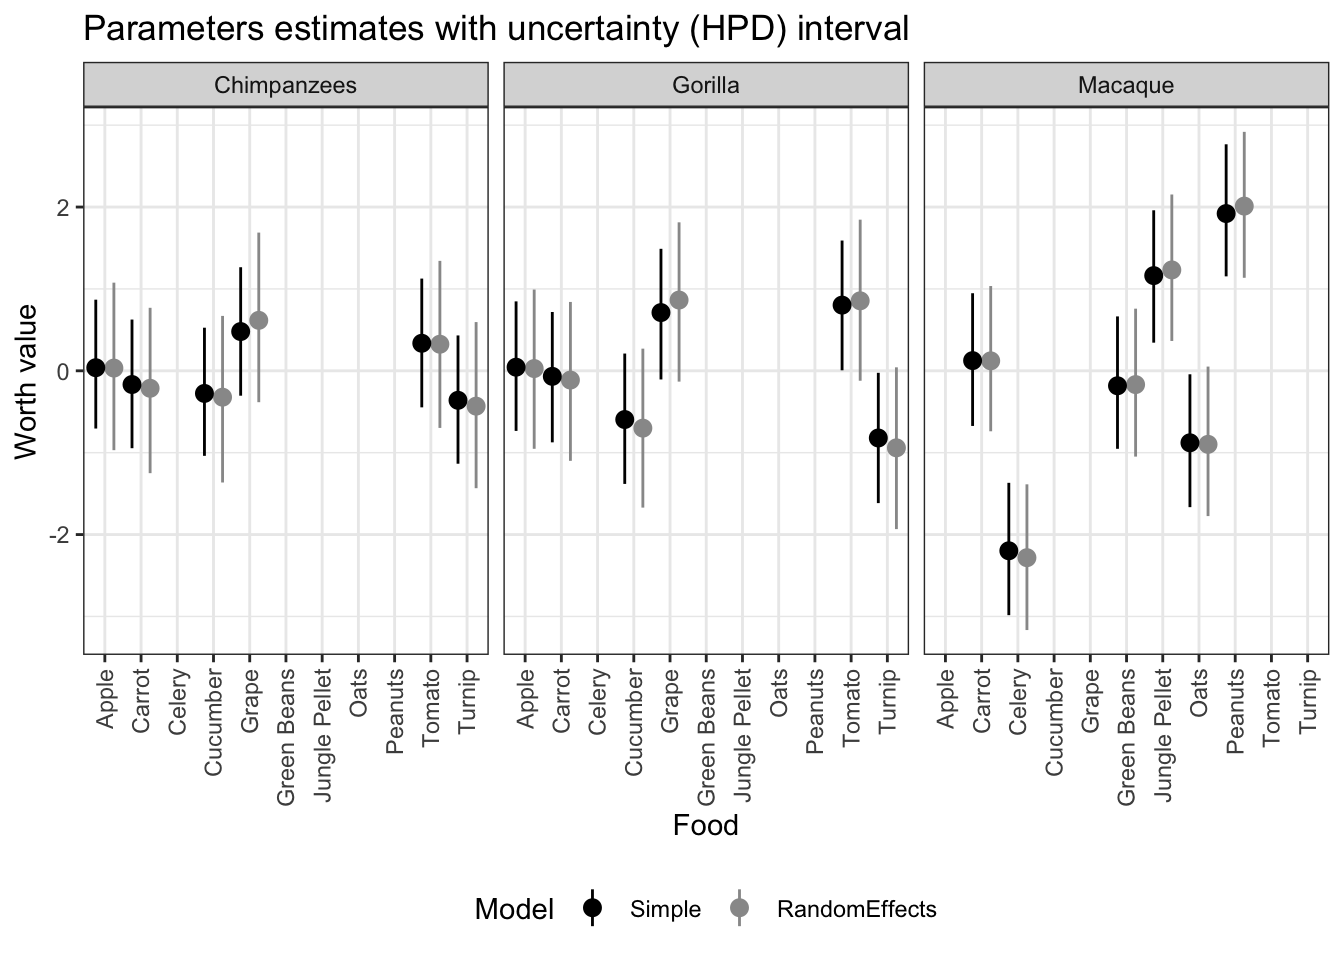 Parameters estimates with uncertainty (HPD) interval
Chimpanzees
Gorilla
Macaque
Worth value
2
0
-2
Apple
Carrot
Celery
Cucumber
Grape
Green Beans
Jungle Pellet
Oats
Peanuts
Tomato
Turnip
Apple
Carrot
Celery
Cucumber
Grape
Green Beans
Jungle Pellet
Oats
Peanuts
Tomato
Turnip
Apple
Carrot
Celery
Cucumber
Grape
Green Beans
Jungle Pellet
Oats
Peanuts
Tomato
Turnip
Food
Model Simple RandomEffects